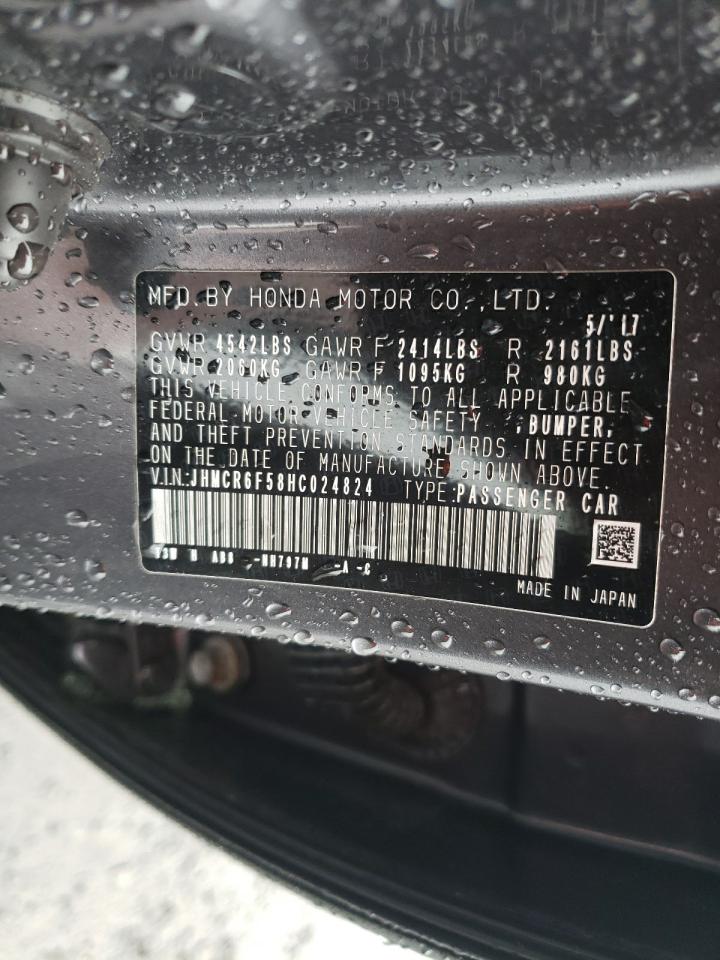 MFD.BY HONDA MOTOR CO.,LTD.
5/'17
GVWR 4542LBS GAWR F 2414LBS R 2161LBS
GVWR 2060KG GAWR F 1095KG R 980KG
THIS VEHICLE CONFORMS TO ALL APPLICABLE
FEDERAL MOTOR VEHICLE SAFETY ,BUMPER,
AND THEFT PREVENTION STANDARDS IN EFFECT
ON THE DATE OF MANUFACTURE SHOWN ABOVE.
V.I.N:JHMCR6F58HC024824 TYPE:PASSENGER CAR
-NH797M -A -C
MADE IN JAPAN